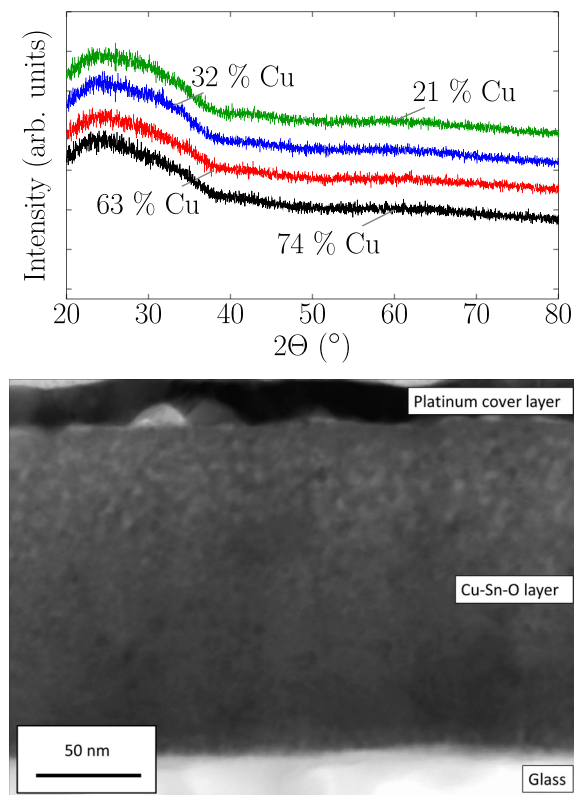 Intensity (arb. units)
32 % Cu
21 % Cu
63 % Cu
74 % Cu
20 30 40 50 60 70 80
2Θ (°)
Platinum cover layer
Cu-Sn-O layer
50 nm
Glass